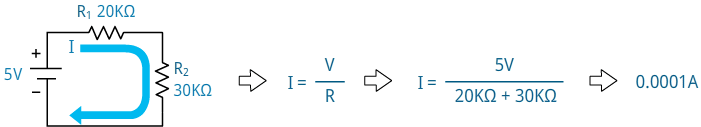 R₁ 20KΩ
I
+
5V
−
R₂
30KΩ
I = V / R
I = 5V / 20KΩ + 30KΩ
0.0001A